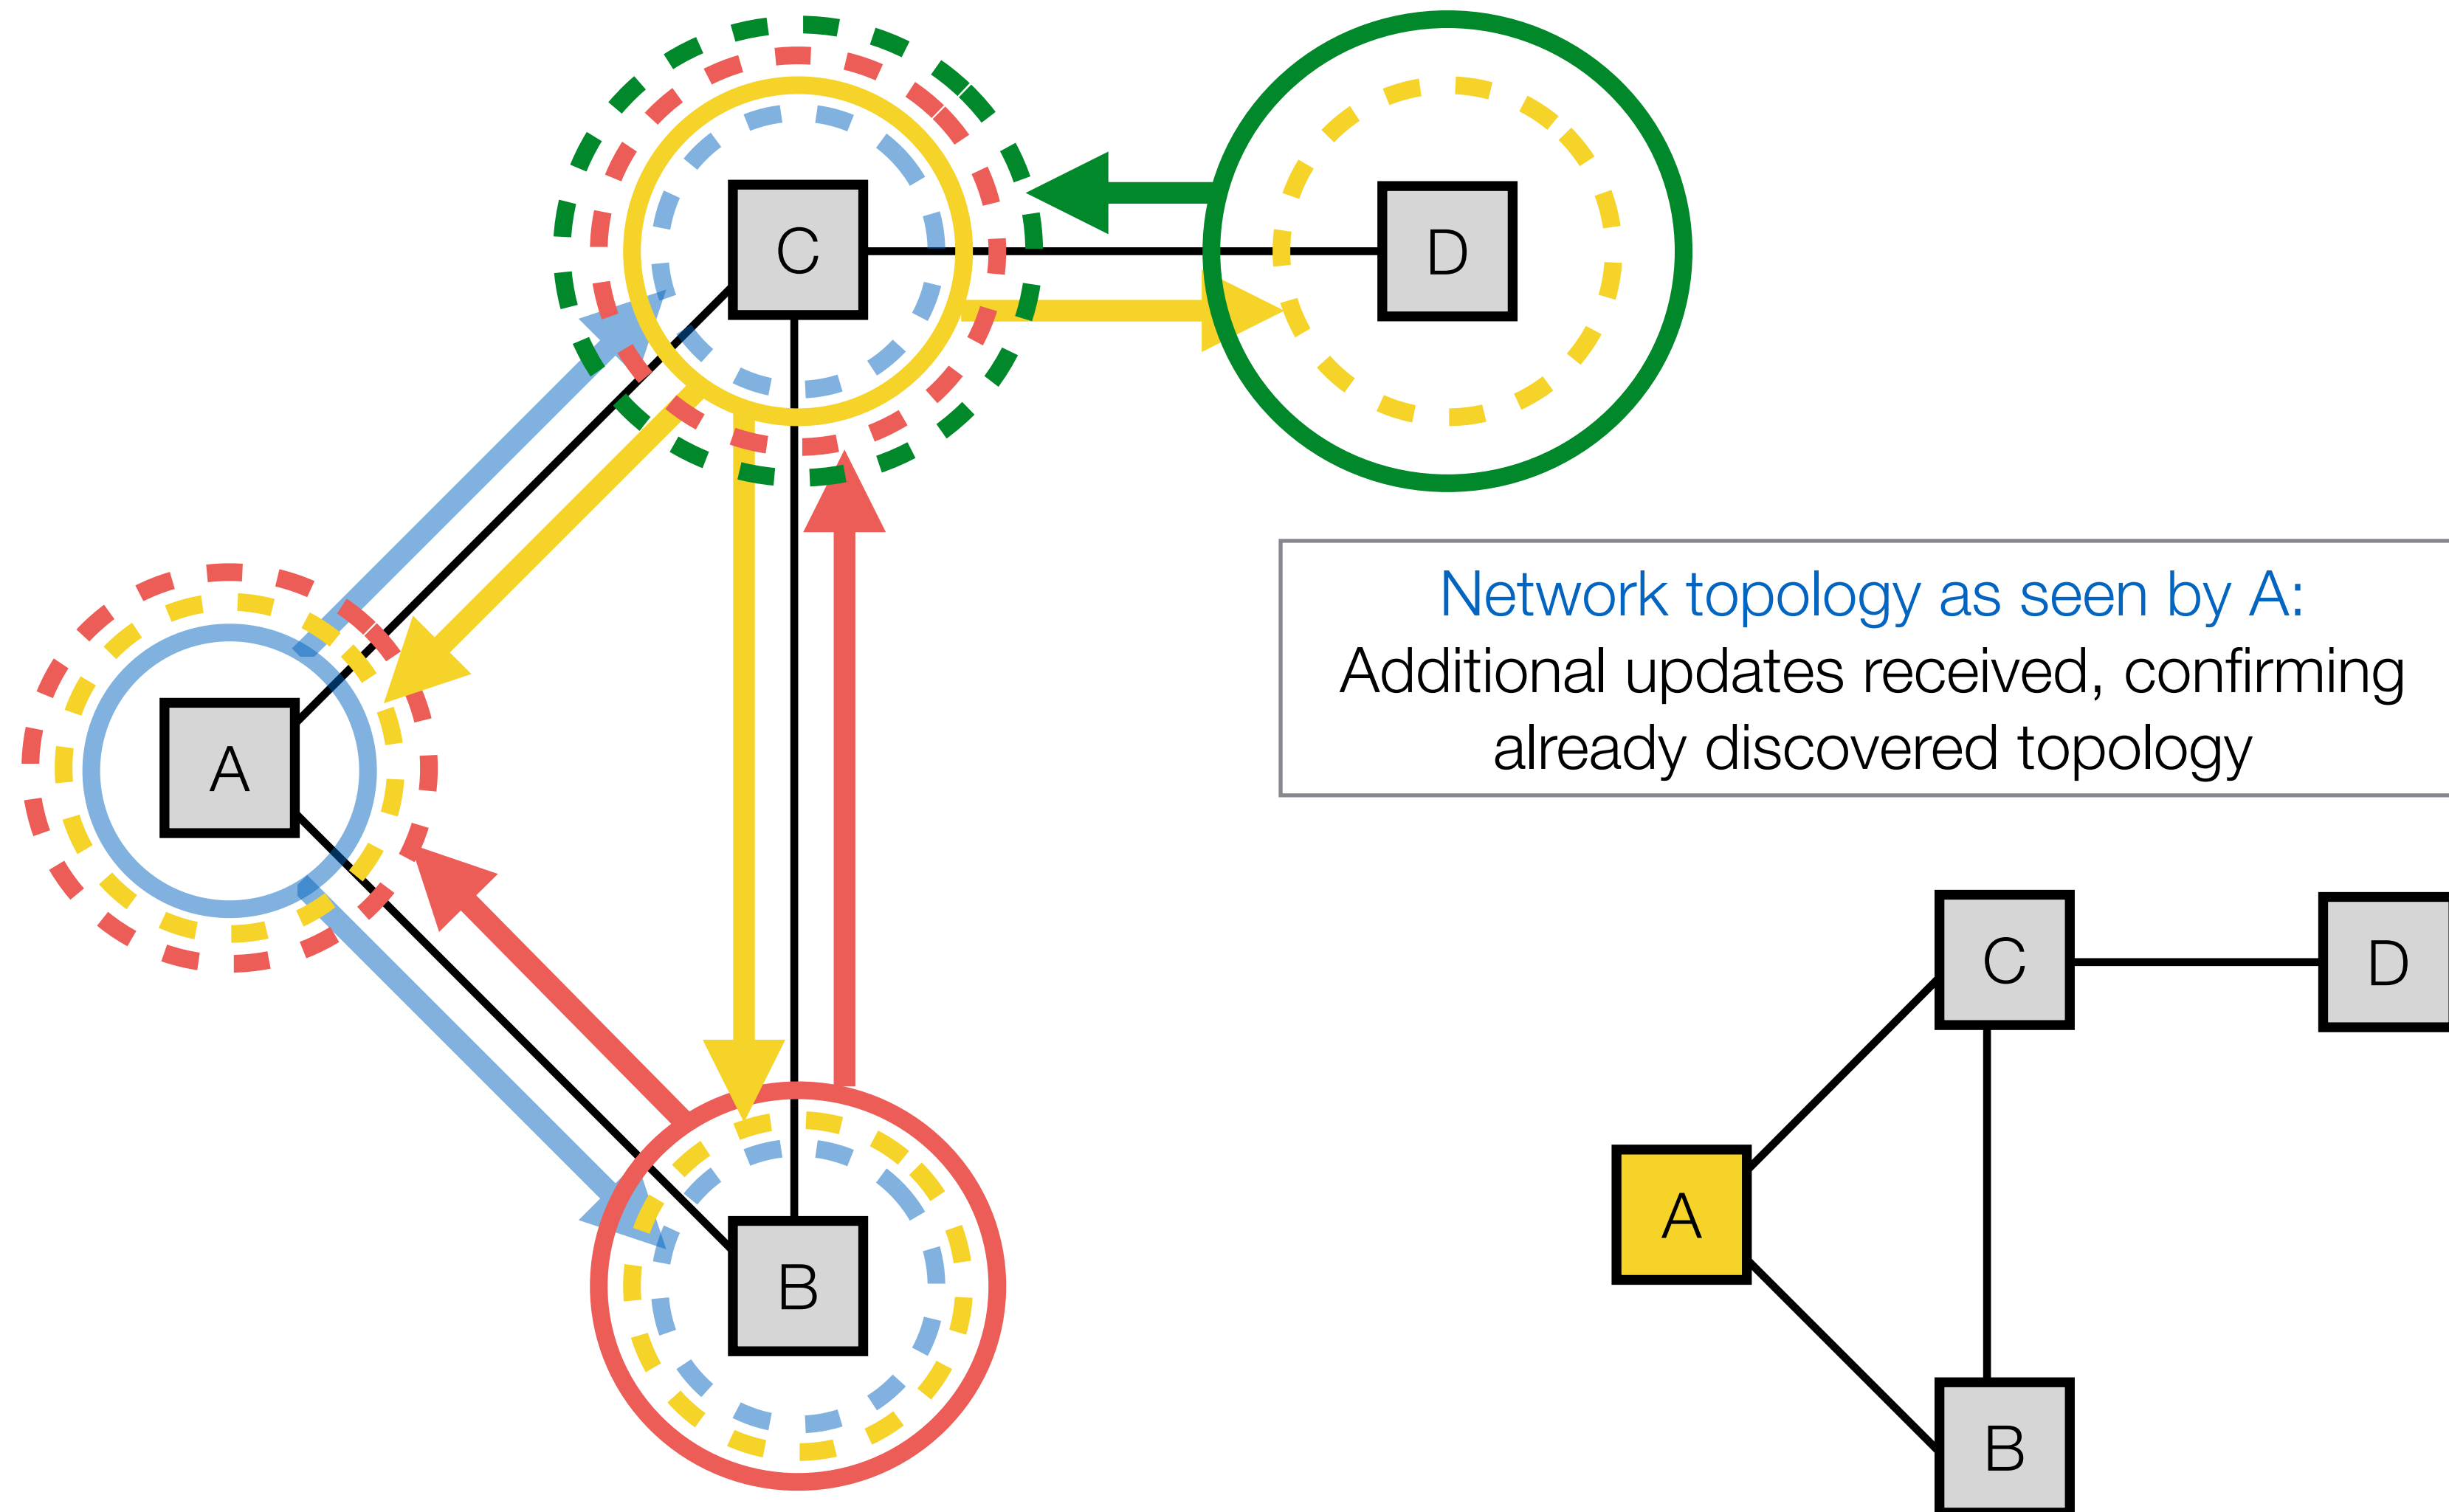 C
D
Network topology as seen by A:
Additional updates received, confirming
already discovered topology
A
C
D
A
B
B